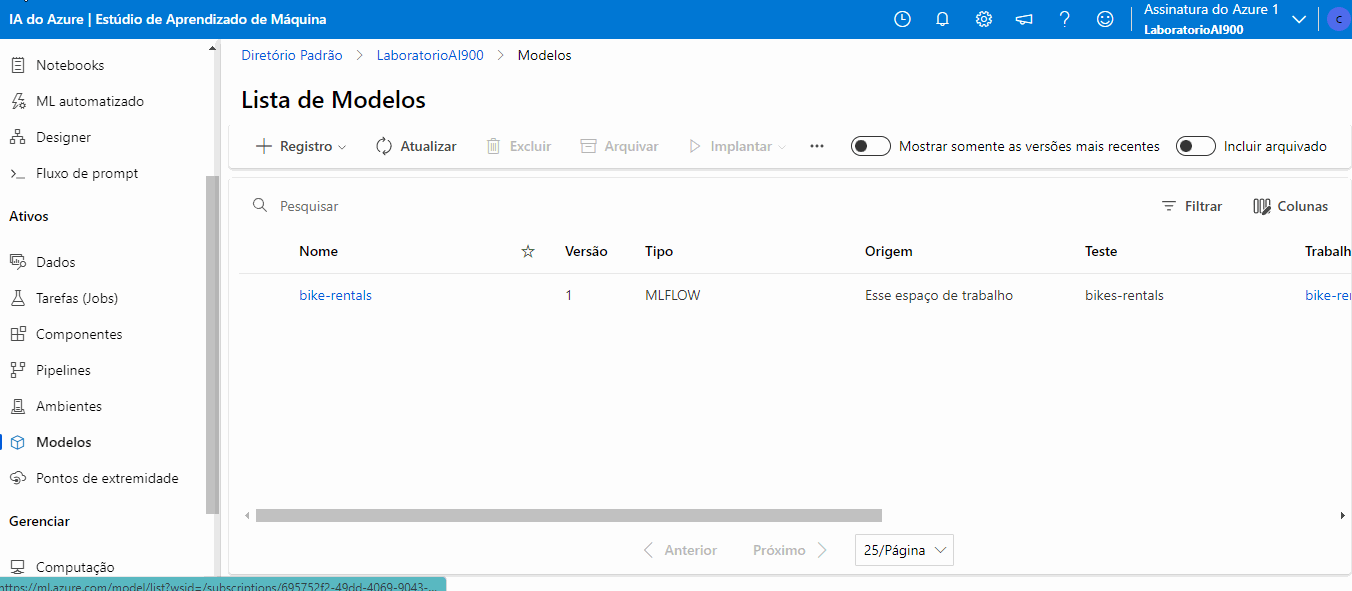 IA do Azure | Estúdio de Aprendizado de Máquina
Assinatura do Azure 1
LaboratorioAI900
C
Notebooks
ML automatizado
Designer
Fluxo de prompt
Ativos
Dados
Tarefas (Jobs)
Componentes
Pipelines
Ambientes
Modelos
Pontos de extremidade
Gerenciar
Computação
https://ml.azure.com/model/list?wsid=/subscriptions/695752f2-49dd-4069-9043-...
Diretório Padrão > LaboratorioAI900 > Modelos
Lista de Modelos
Registro Atualizar Excluir Arquivar Implantar ... Mostrar somente as versões mais recentes Incluir arquivado
Pesquisar Filtrar Colunas
Nome Versão Tipo Origem Teste Trabalh
bike-rentals 1 MLFLOW Esse espaço de trabalho bikes-rentals bike-re
Anterior Próximo 25/Página